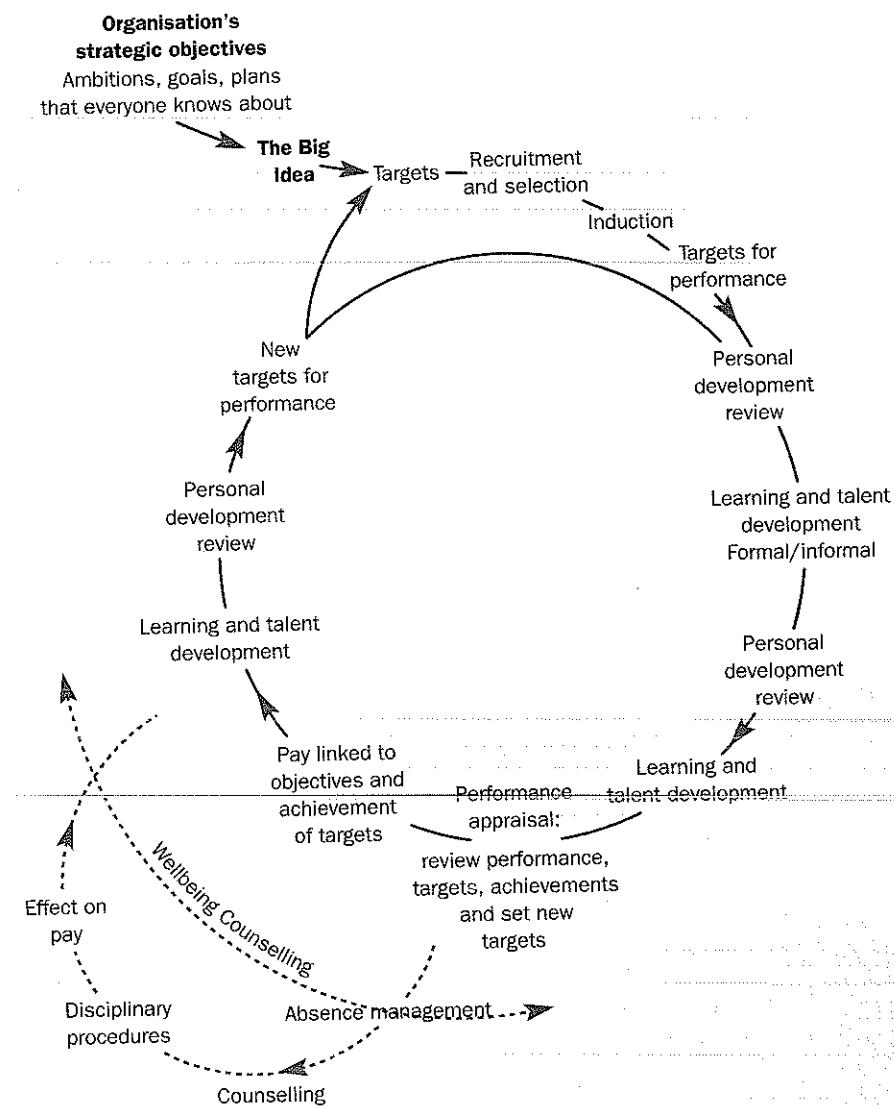 Organisation's
strategic objectives
Ambitions, goals, plans
that everyone knows about
The Big
Idea
Targets
Recruitment
and selection
Induction
Targets for
performance
Personal
development
review
Learning and talent
development
Formal/informal
Personal
development
review
Learning and
talent development
Performance
appraisal:
review performance,
targets, achievements
and set new
targets
Pay linked to
objectives and
achievement
of targets
Learning and talent
development
Personal
development
review
New
targets for
performance
Absence management
Counselling
Disciplinary
procedures
Effect on
pay
Wellbeing Counselling